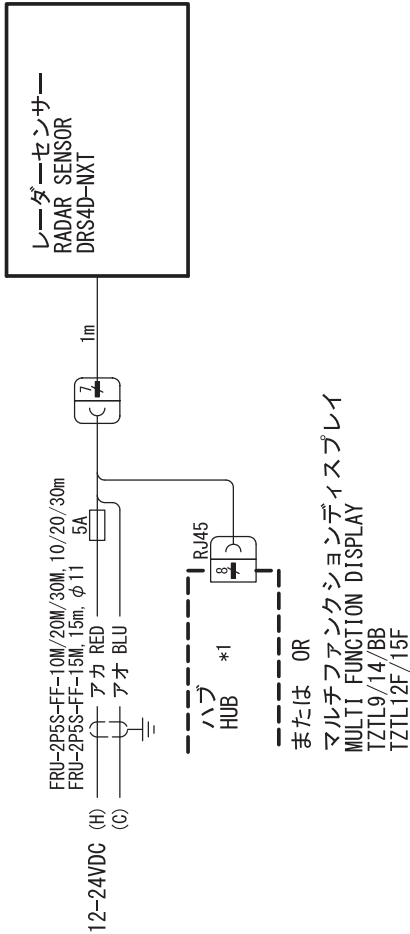 レーダーセンサー
RADAR SENSOR
DRS4D-NXT
1m
7
FRU-2P5S-FF-10M/20M/30M, 10/20/30m
FRU-2P5S-FF-15M, 15m, φ11
5A
12-24VDC (H) アカ RED
(C) アオ BLU
RJ45
8
ハブ
HUB *1
または OR
マルチファンクションディスプレイ
MULTI FUNCTION DISPLAY
TZTL9/14/BB
TZTL12F/15F